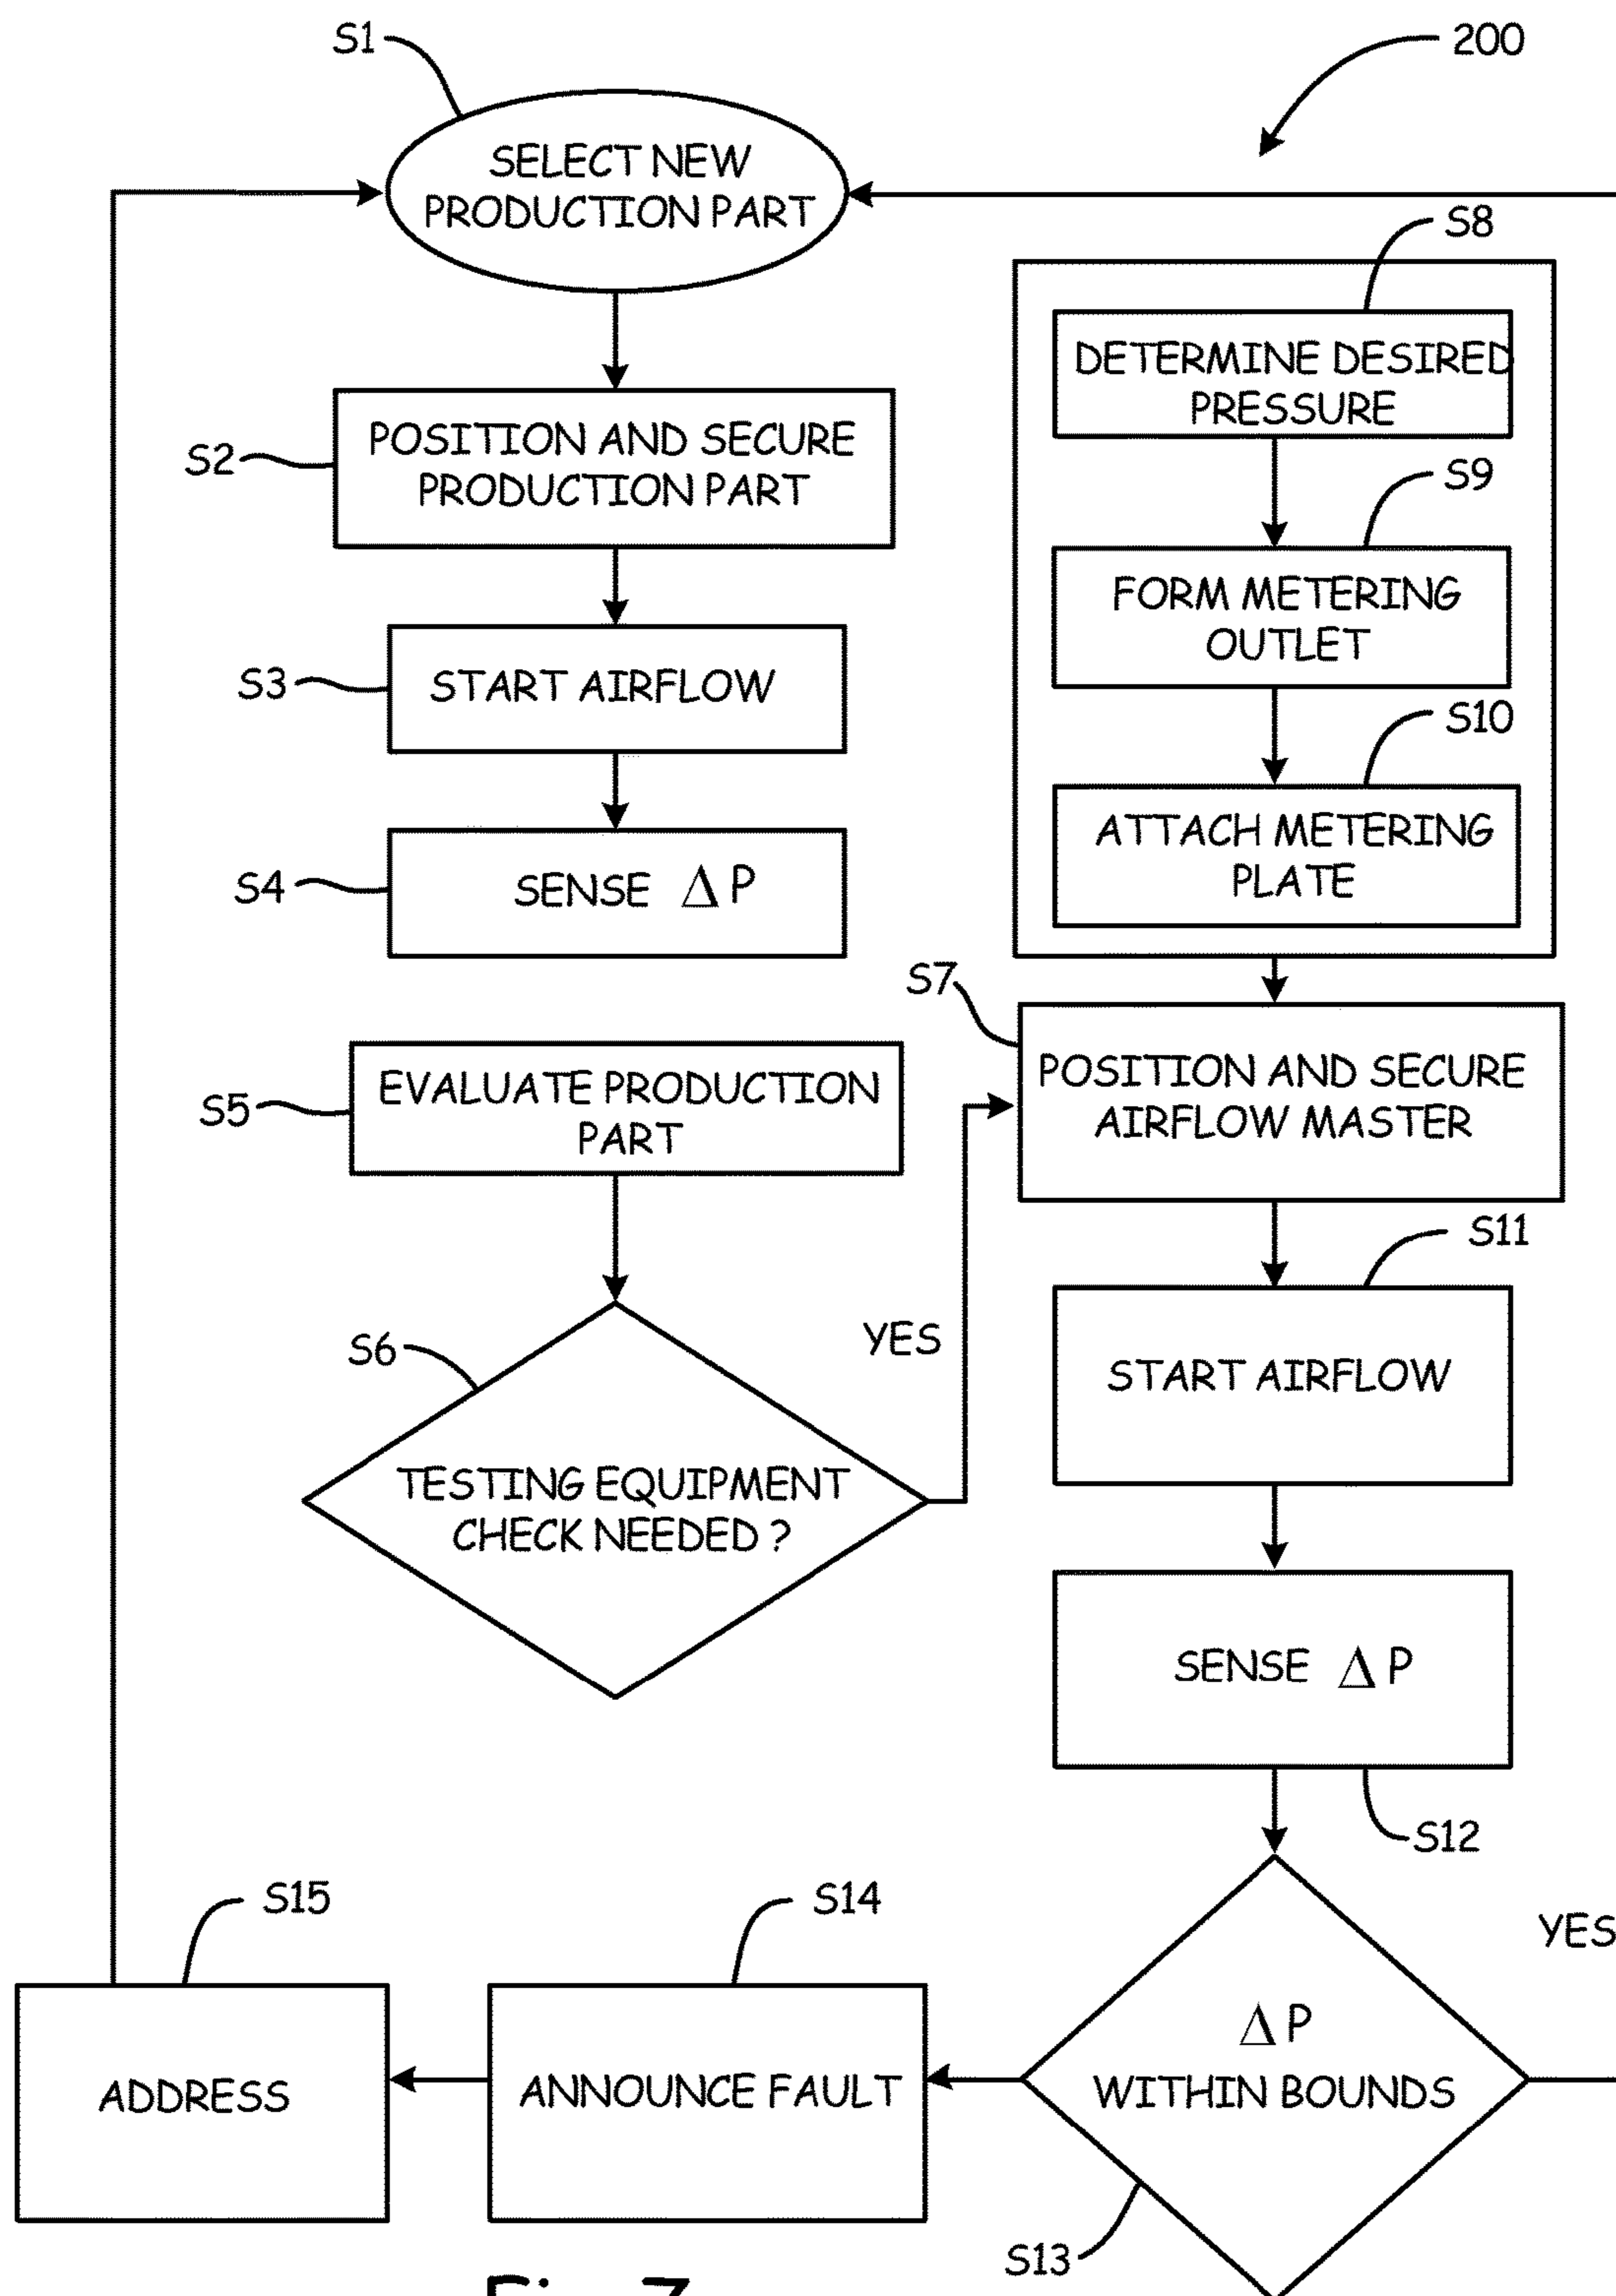 S1
200
SELECT NEW
PRODUCTION PART
S8
DETERMINE DESIRED
PRESSURE
S2
POSITION AND SECURE
PRODUCTION PART
S9
FORM METERING
OUTLET
S3
START AIRFLOW
S10
ATTACH METERING
PLATE
S4
SENSE Δ P
S7
POSITION AND SECURE
AIRFLOW MASTER
S5
EVALUATE PRODUCTION
PART
S11
START AIRFLOW
YES
S6
TESTING EQUIPMENT
CHECK NEEDED ?
SENSE Δ P
S12
S15
S14
YES
Δ P
WITHIN BOUNDS
ANNOUNCE FAULT
ADDRESS
S13